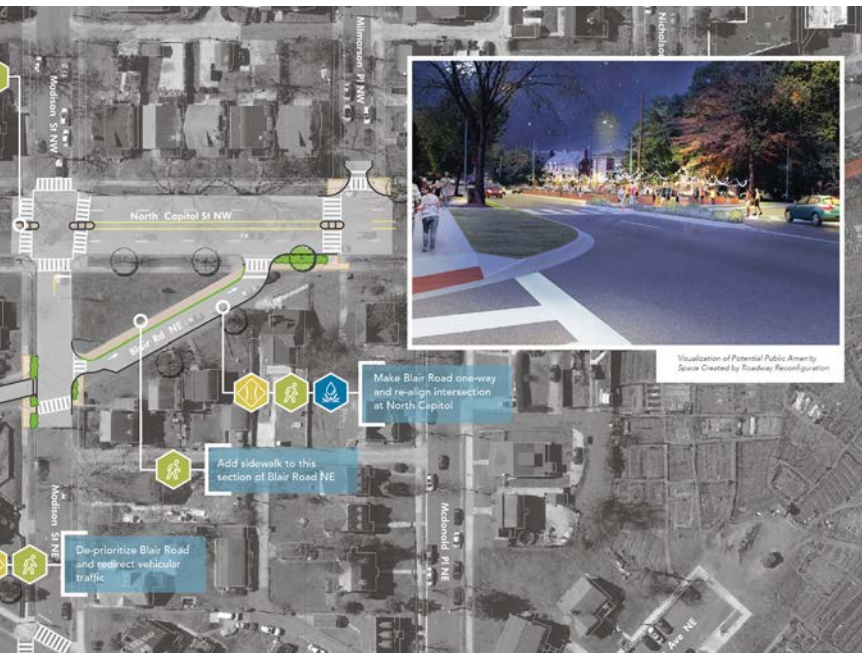 Madison St NW
Milmarson Pl NW
Nicholson
North Capitol St NW
Blair Rd NE
Visualization of Potential Public Amenity
Space Created by Roadway Reconfiguration
Make Blair Road one-way
and re-align intersection
at North Capitol
Add sidewalk to this
section of Blair Road NE
Madison St NE
Mcdonald Pl NE
De-prioritize Blair Road
and redirect vehicular
traffic
Ave NE